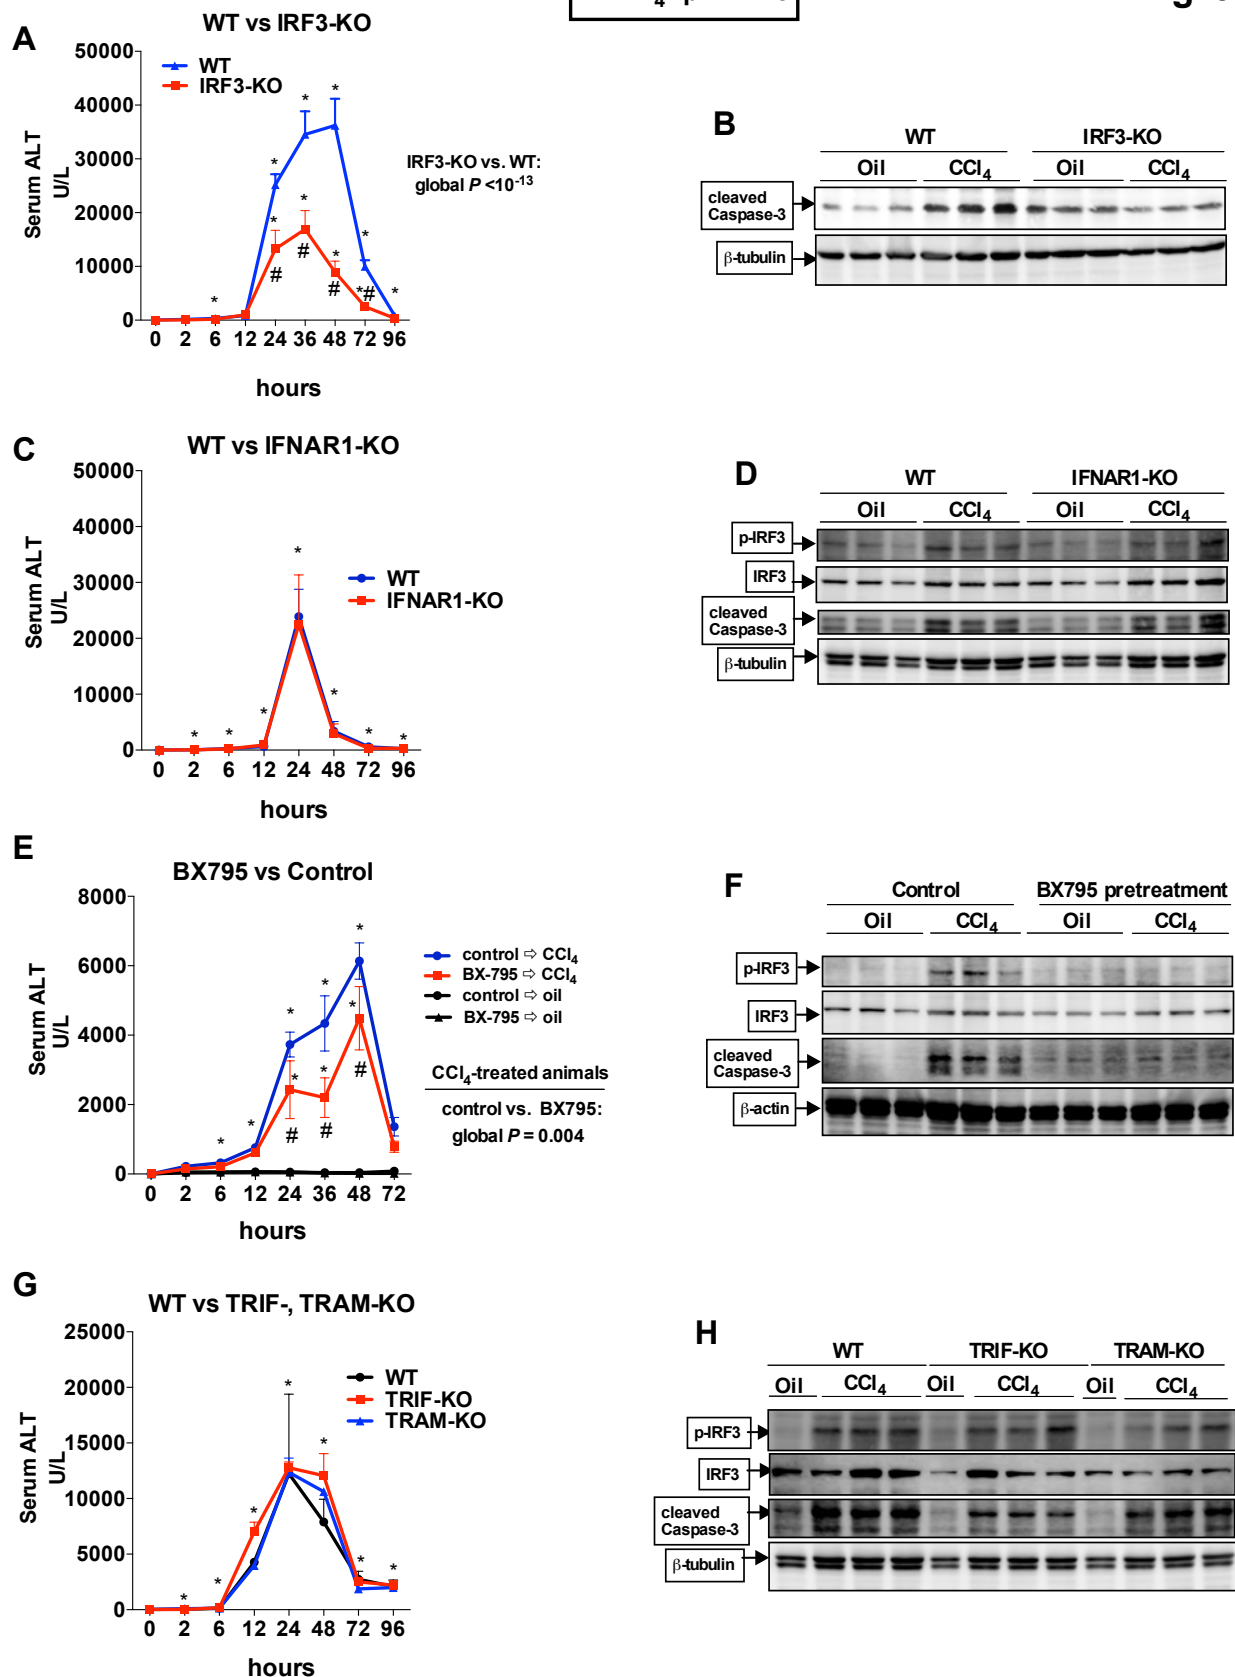 A
WT vs IRF3-KO
50000
40000
30000
20000
10000
0
Serum ALT
U/L
WT
IRF3-KO
* * * * * * *
# # # *#
0 2 6 12 24 36 48 72 96
hours
IRF3-KO vs. WT:
global P <10⁻¹³
B
WT IRF3-KO
Oil CCl₄ Oil CCl₄
cleaved
Caspase-3
β-tubulin
C
WT vs IFNAR1-KO
50000
40000
30000
20000
10000
0
Serum ALT
U/L
WT
IFNAR1-KO
* * * * * * *
0 2 6 12 24 48 72 96
hours
D
WT IFNAR1-KO
Oil CCl₄ Oil CCl₄
p-IRF3
IRF3
cleaved
Caspase-3
β-tubulin
E
BX795 vs Control
8000
6000
4000
2000
0
Serum ALT
U/L
control ⇨ CCl₄
BX-795 ⇨ CCl₄
control ⇨ oil
BX-795 ⇨ oil
CCl₄-treated animals
control vs. BX795:
global P = 0.004
* * * * * * * *
# # #
0 2 6 12 24 36 48 72
hours
F
Control BX795 pretreatment
Oil CCl₄ Oil CCl₄
p-IRF3
IRF3
cleaved
Caspase-3
β-actin
G
WT vs TRIF-, TRAM-KO
25000
20000
15000
10000
5000
0
Serum ALT
U/L
WT
TRIF-KO
TRAM-KO
* * * * * * *
0 2 6 12 24 48 72 96
hours
H
WT TRIF-KO TRAM-KO
Oil CCl₄ Oil CCl₄ Oil CCl₄
p-IRF3
IRF3
cleaved
Caspase-3
β-tubulin